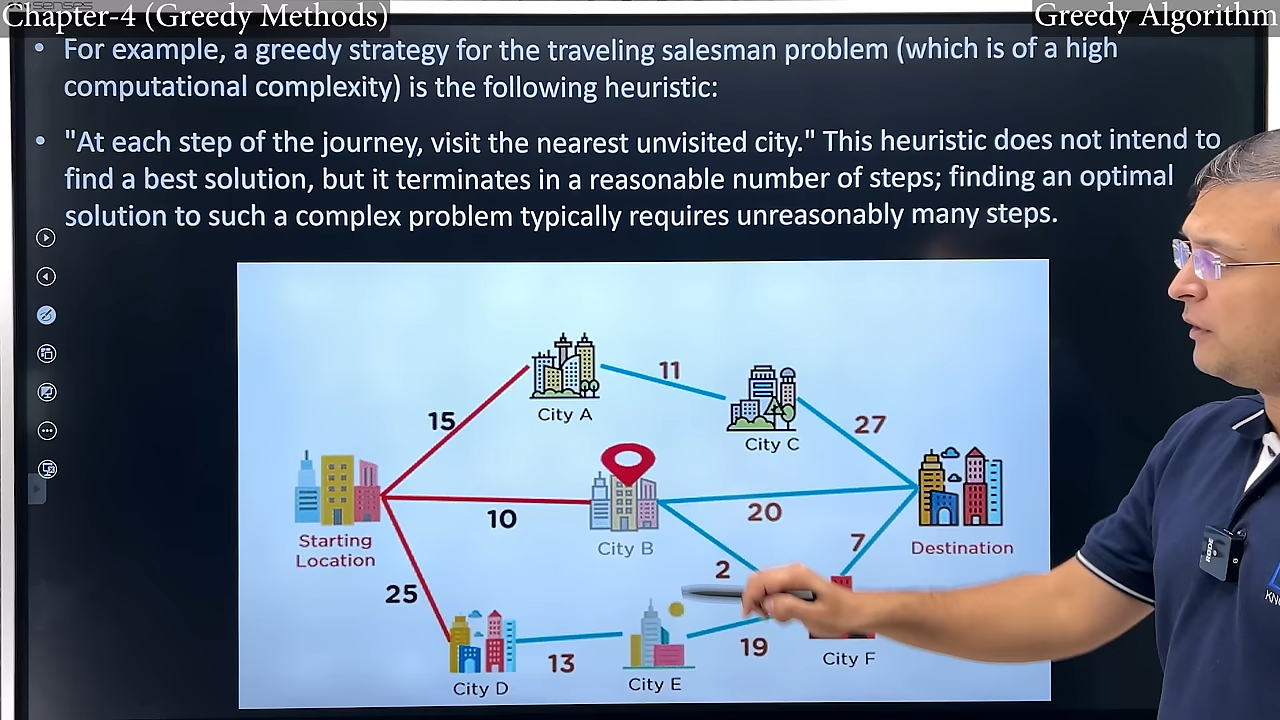 Chapter-4 (Greedy Methods)
Greedy Algorithm
• For example, a greedy strategy for the traveling salesman problem (which is of a high
computational complexity) is the following heuristic:
• "At each step of the journey, visit the nearest unvisited city." This heuristic does not intend to
find a best solution, but it terminates in a reasonable number of steps; finding an optimal
solution to such a complex problem typically requires unreasonably many steps.
City A
11
City C
15
27
Starting
Location
10
City B
20
Destination
25
2
7
City D
13
City E
19
City F
RODE